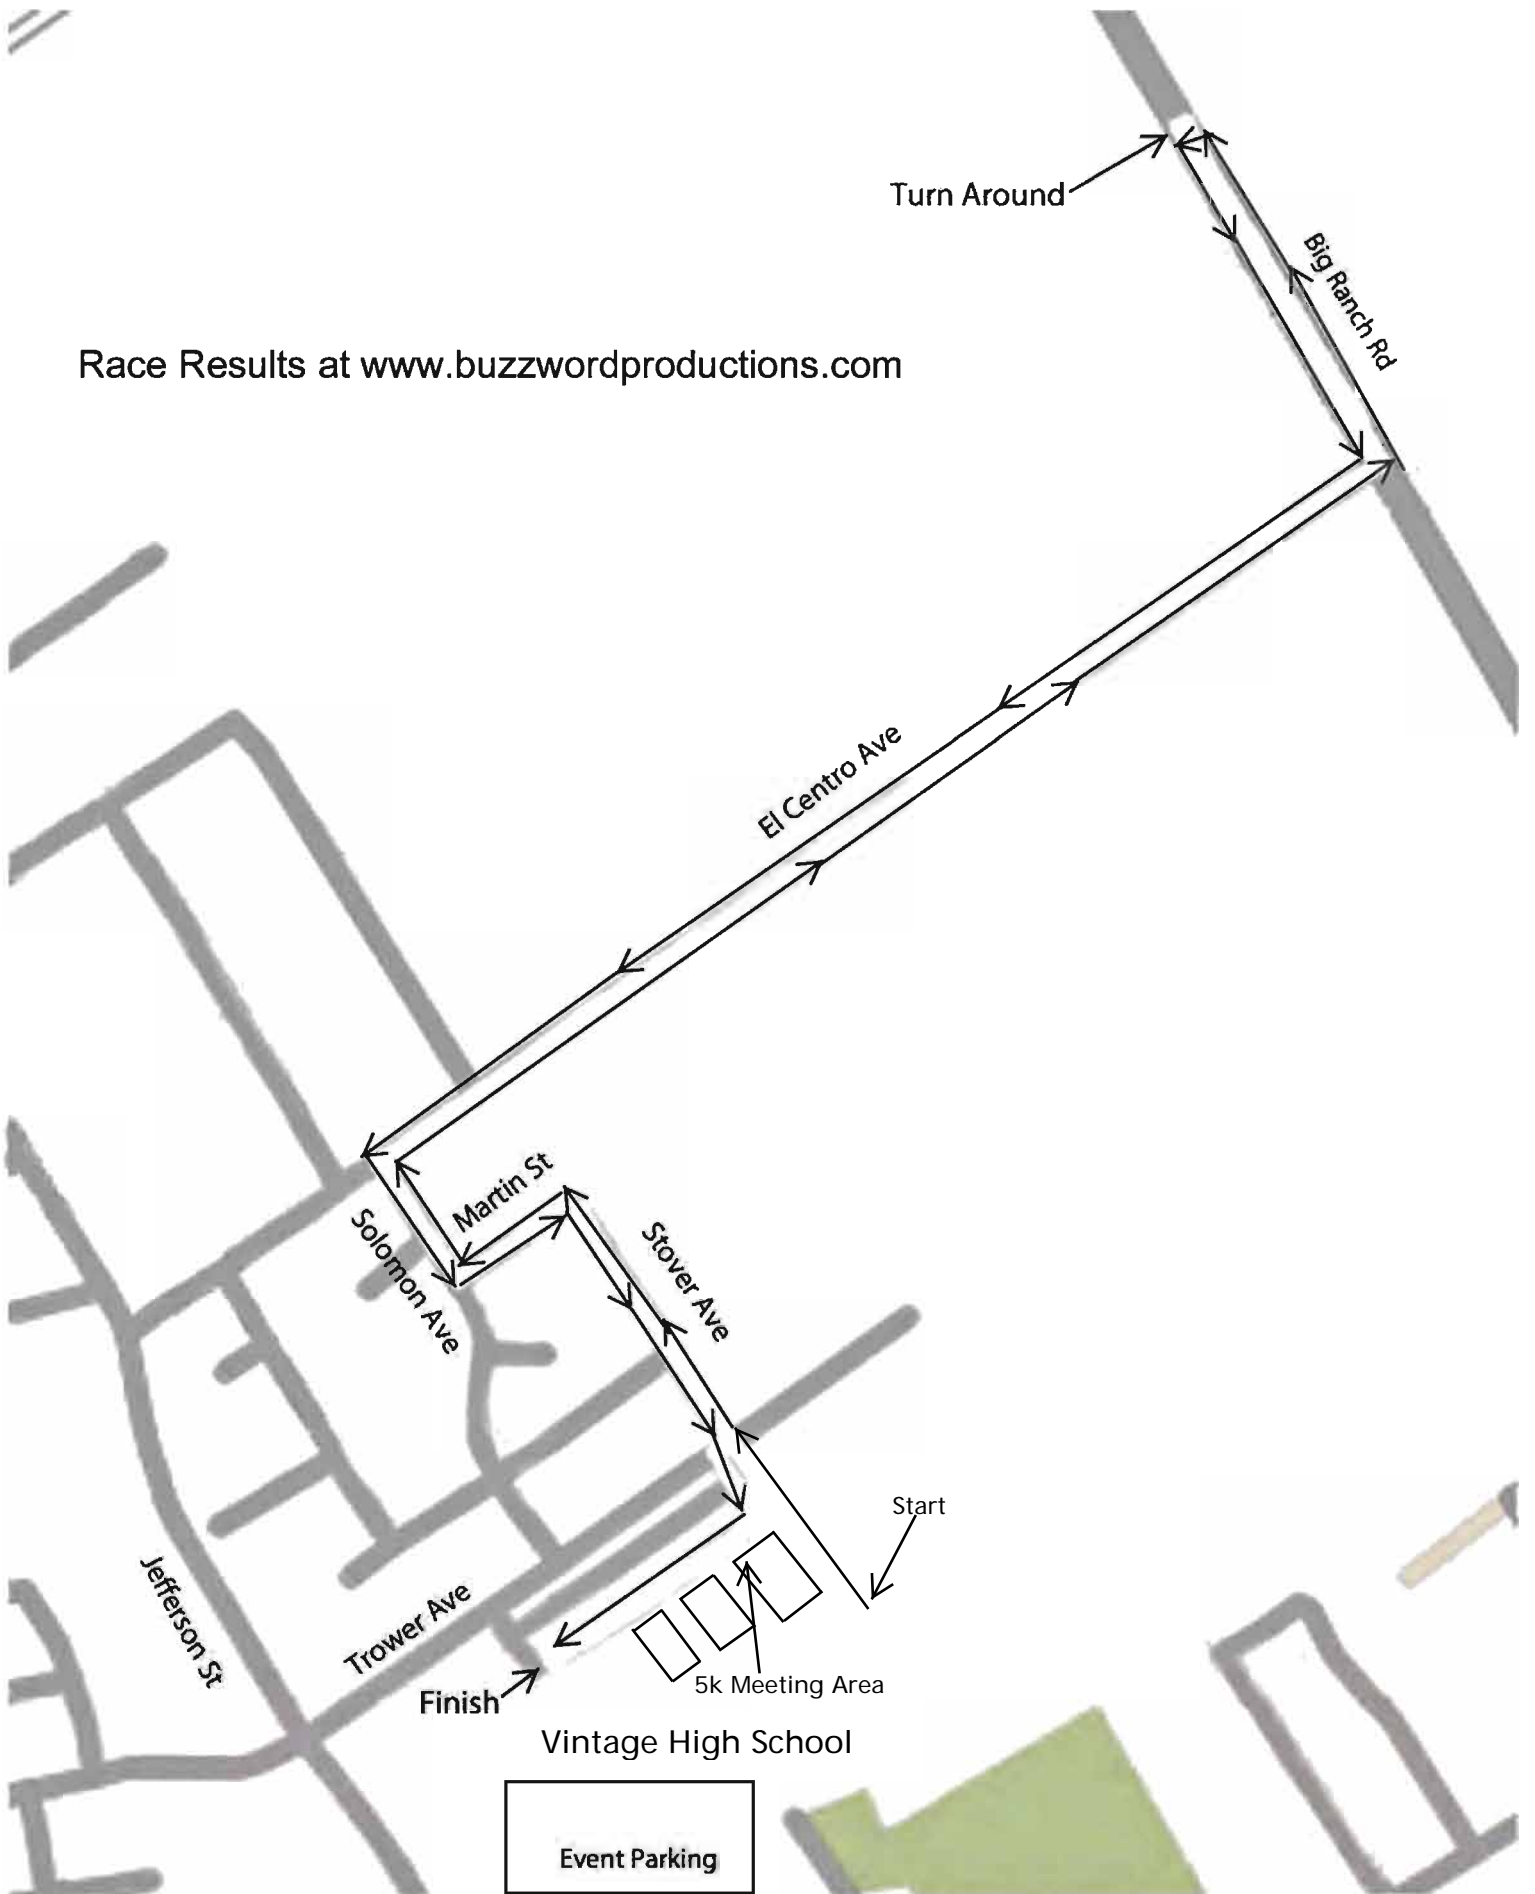 Turn Around
Big Ranch Rd
Race Results at www.buzzwordproductions.com
El Centro Ave
Martin St
Solomon Ave
Stover Ave
Start
Jefferson St
Trower Ave
5k Meeting Area
Finish
Vintage High School
Event Parking